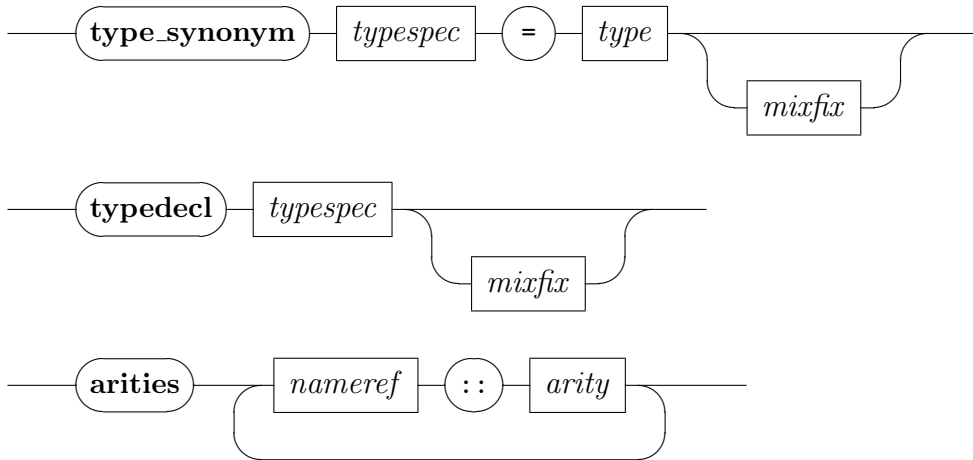 type_synonym typespec = type
mixfix
typedecl typespec
mixfix
arities nameref :: arity